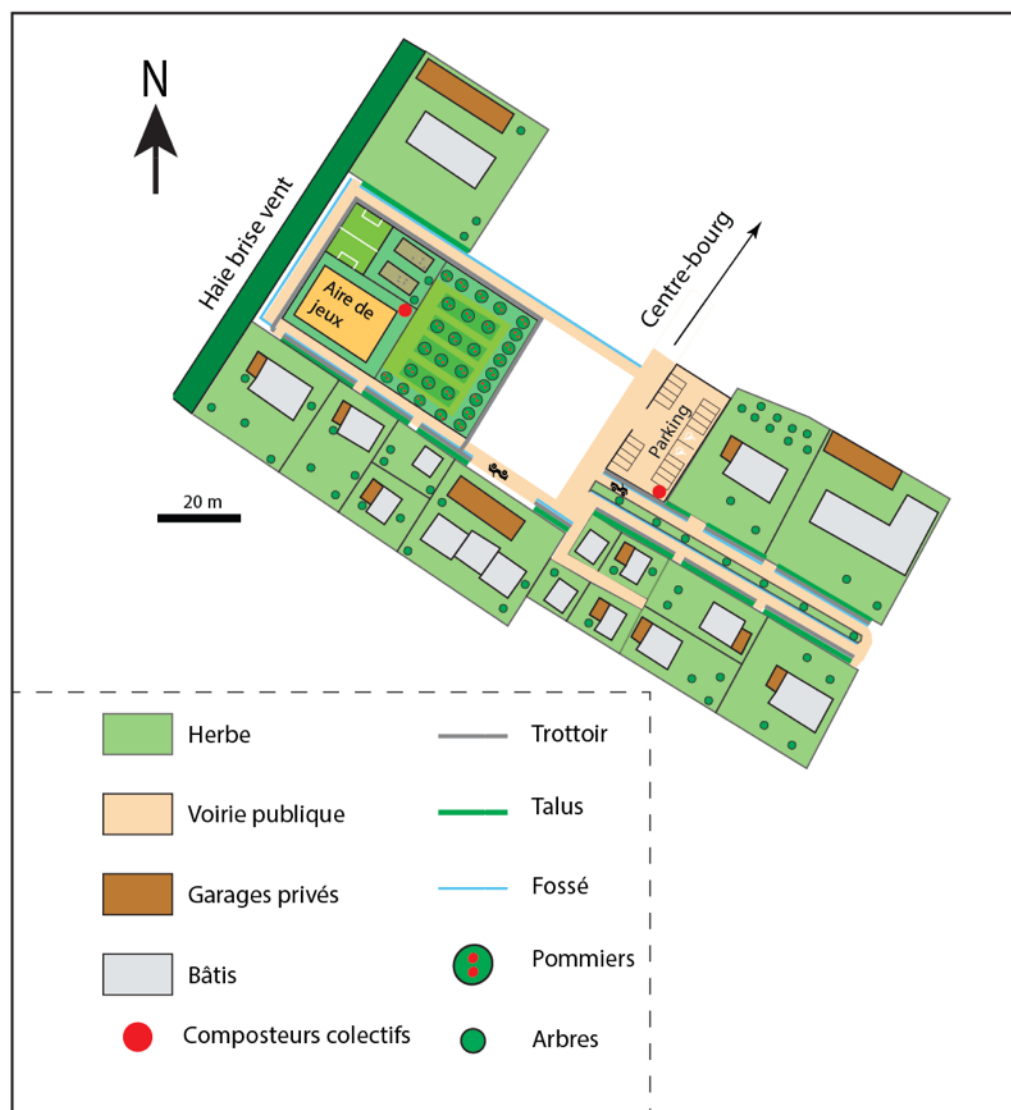 N
Haie brise vent
Centre-bourg
Aire de
jeux
Parking
20 m
Herbe
Trottoir
Voirie publique
Talus
Garages privés
Fossé
Bâtis
Pommiers
Composteurs colectifs
Arbres